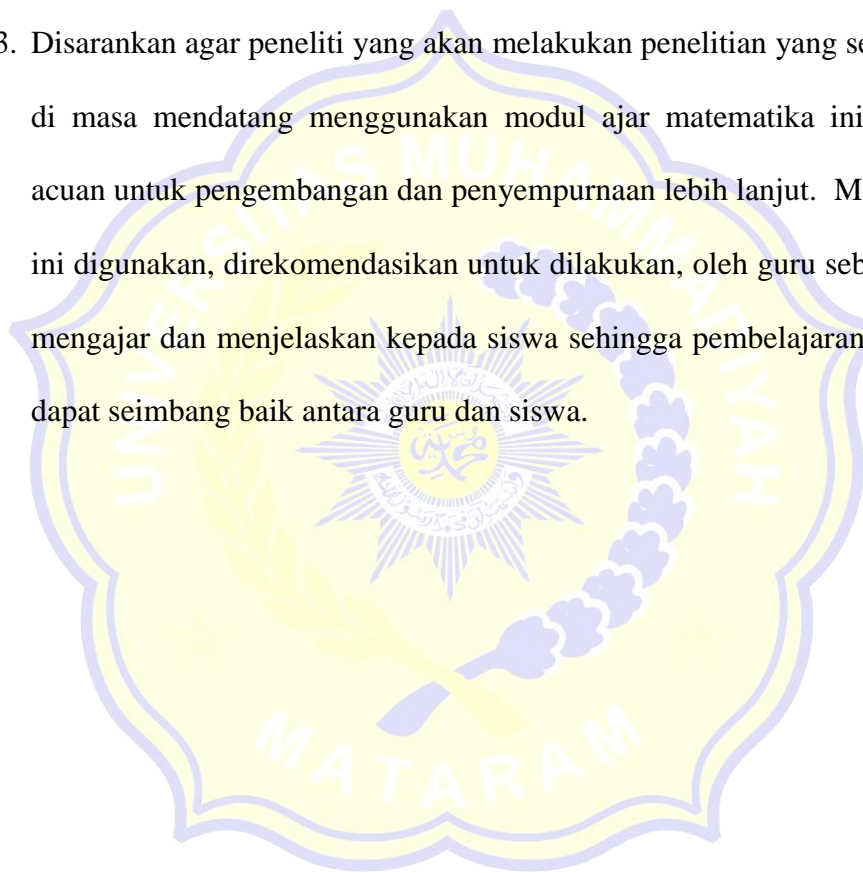 3. Disarankan agar peneliti yang akan melakukan penelitian yang
di masa mendatang menggunakan modul ajar matematika ini
acuan untuk pengembangan dan penyempurnaan lebih lanjut.
ini digunakan, direkomendasikan untuk dilakukan, oleh guru
mengajar dan menjelaskan kepada siswa sehingga pembelajaran
dapat seimbang baik antara guru dan siswa.
UNIVERSITAS MUHAMMADIYAH
MATARAM